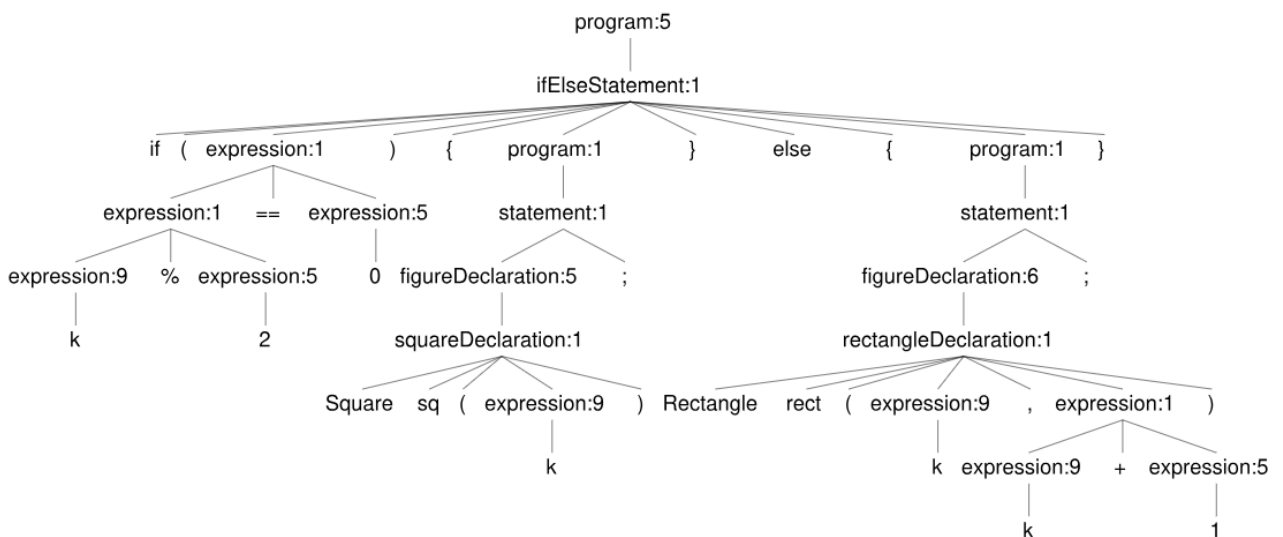 program:5
ifElseStatement:1
if ( expression:1 ) { program:1 } else { program:1 }
expression:1 == expression:5 statement:1 statement:1
expression:9 % expression:5 0 figureDeclaration:5 ; figureDeclaration:6 ;
k 2 squareDeclaration:1 rectangleDeclaration:1
Square sq ( expression:9 ) Rectangle rect ( expression:9 , expression:1 )
k k expression:9 + expression:5
k 1